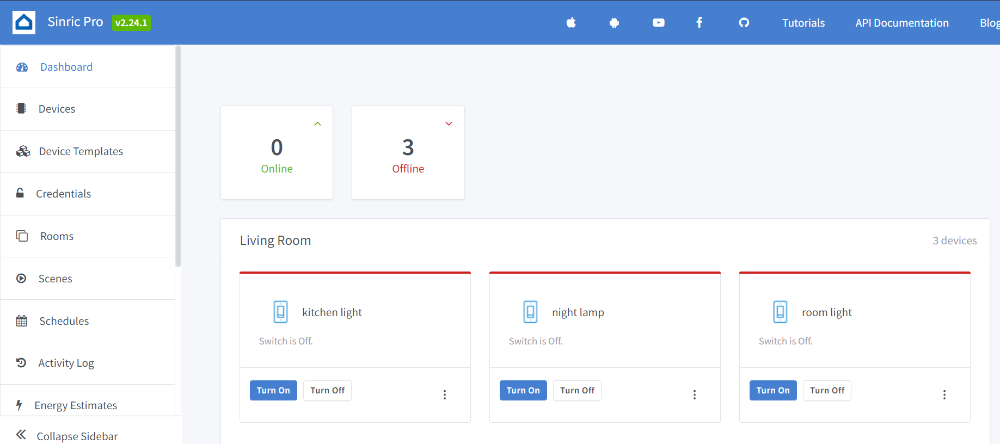 Sinric Pro v2.24.1
Tutorials
API Documentation
Blog
Dashboard
Devices
Device Templates
Credentials
Rooms
Scenes
Schedules
Activity Log
Energy Estimates
Collapse Sidebar
0
Online
3
Offline
Living Room
3 devices
kitchen light
Switch is Off.
Turn On
Turn Off
night lamp
Switch is Off.
Turn On
Turn Off
room light
Switch is Off.
Turn On
Turn Off